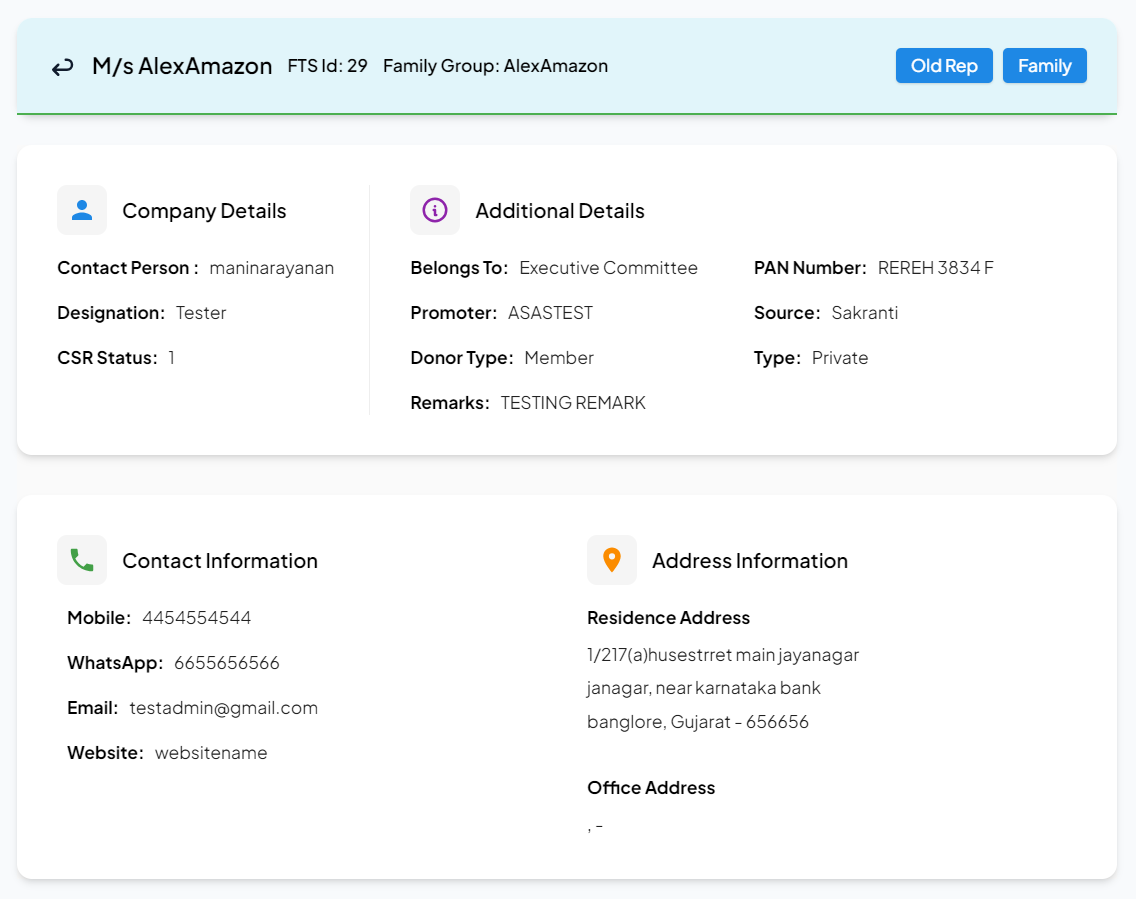 M/s AlexAmazon FTS Id: 29 Family Group: AlexAmazon Old Rep Family
Company Details
Contact Person : maninarayanan
Designation: Tester
CSR Status: 1
Additional Details
Belongs To: Executive Committee
Promoter: ASASTEST
Donor Type: Member
Remarks: TESTING REMARK
PAN Number: REREH 3834 F
Source: Sakranti
Type: Private
Contact Information
Mobile: 4454554544
WhatsApp: 6655656566
Email: testadmin@gmail.com
Website: websitename
Address Information
Residence Address
1/217(a)husestrret main jayanagar
janagar, near karnataka bank
banglore, Gujarat - 656656
Office Address
, -